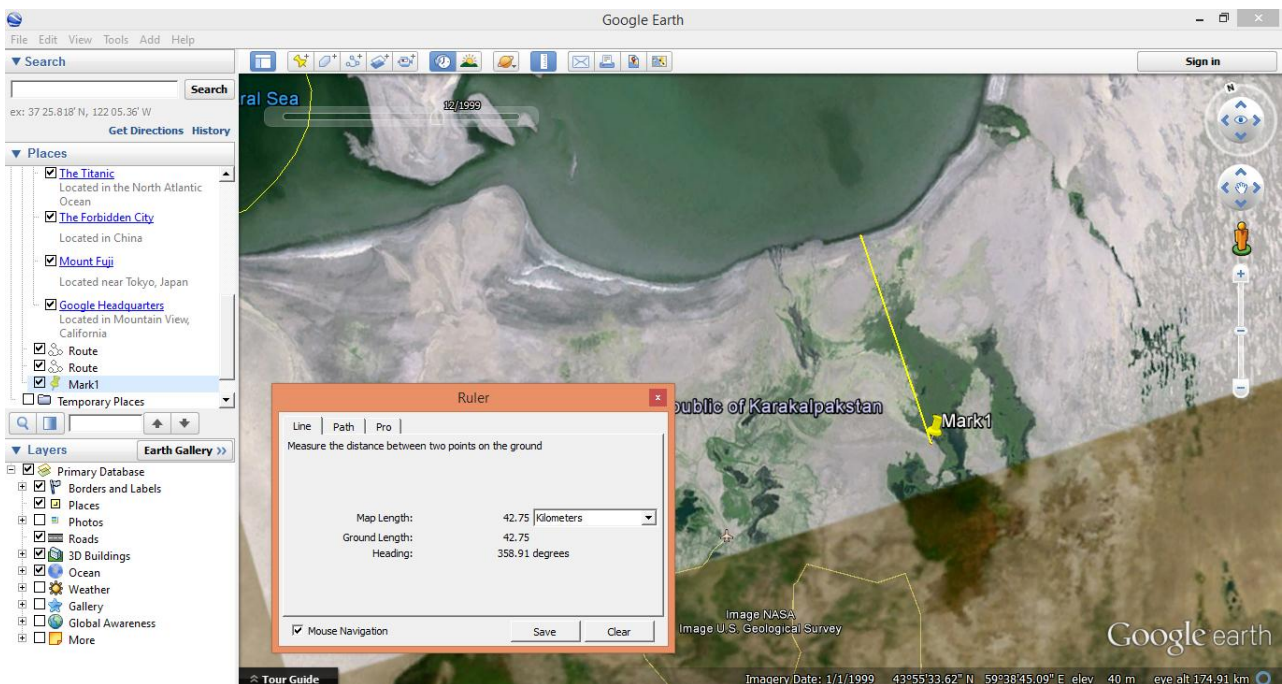 Google Earth
File Edit View Tools Add Help
Search
Search
ex: 37 25.818' N, 122 05.36' W
Get Directions History
Places
The Titanic
Located in the North Atlantic
Ocean
The Forbidden City
Located in China
Mount Fuji
Located near Tokyo, Japan
Google Headquarters
Located in Mountain View,
California
Route
Route
Mark1
Temporary Places
Layers
Earth Gallery >>
Primary Database
Borders and Labels
Places
Photos
Roads
3D Buildings
Ocean
Weather
Gallery
Global Awareness
More
Sign in
ral Sea
12/1999
N
public of Karakalpakstan
Mark1
Ruler
Line Path Pro
Measure the distance between two points on the ground
Map Length: 42.75 Kilometers
Ground Length: 42.75
Heading: 358.91 degrees
Mouse Navigation Save Clear
Image NASA
Image U.S. Geological Survey
Google earth
Tour Guide
Imagery Date: 1/1/1999 43°55'33.62" N 59°38'45.09" E elev 40 m eye alt 174.91 km